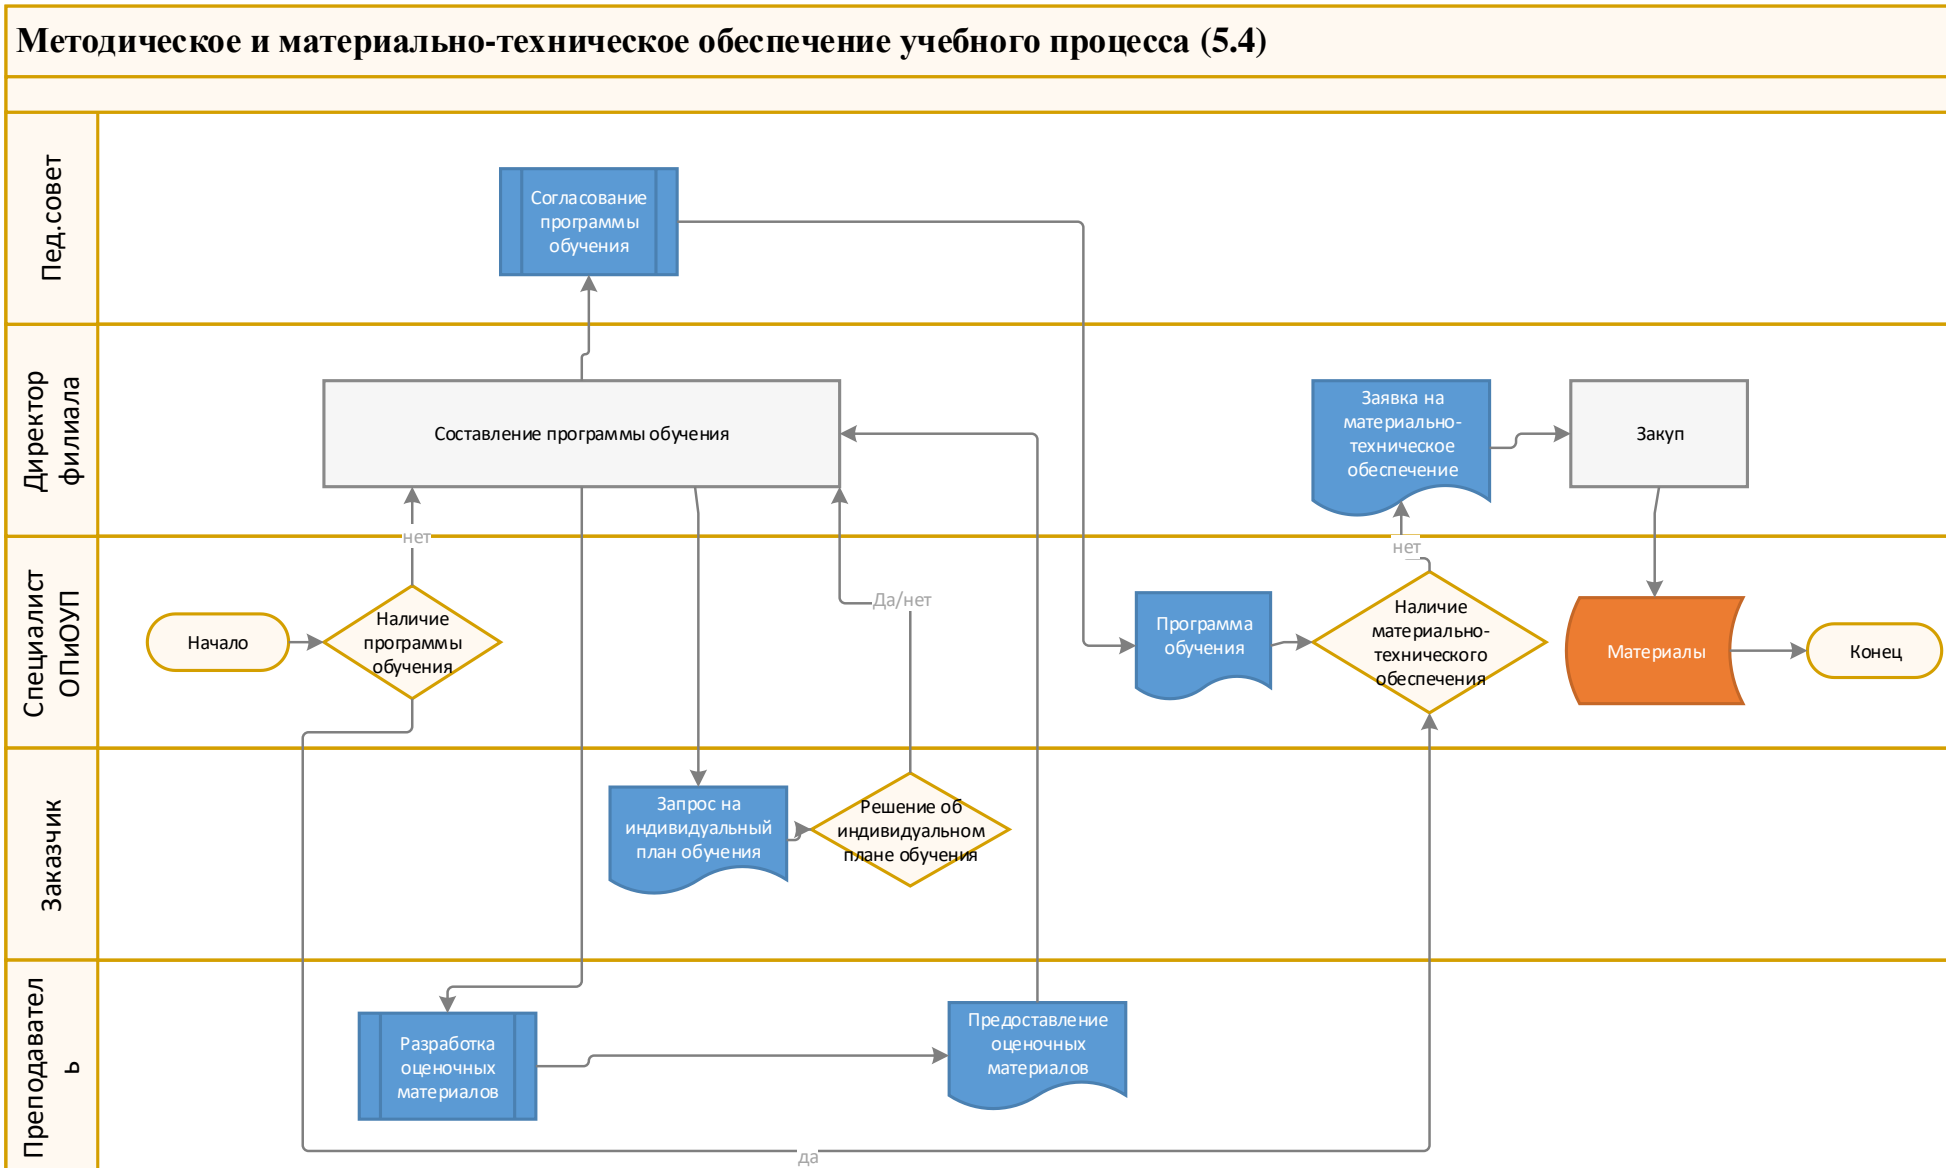 Методическое и материально-техническое обеспечение учебного процесса (5.4)
Пед.совет
Согласование
программы
обучения
Директор
филиала
Составление программы обучения
Заявка на
материально-
техническое
обеспечение
Закуп
нет
нет
Специалист
ОПиОУП
Начало
Наличие
программы
обучения
Да/нет
Программа
обучения
Наличие
материально-
технического
обеспечения
Материалы
Конец
Заказчик
Запрос на
индивидуальный
план обучения
Решение об
индивидуальном
плане обучения
Преподавател
ь
Разработка
оценочных
материалов
Предоставление
оценочных
материалов
да